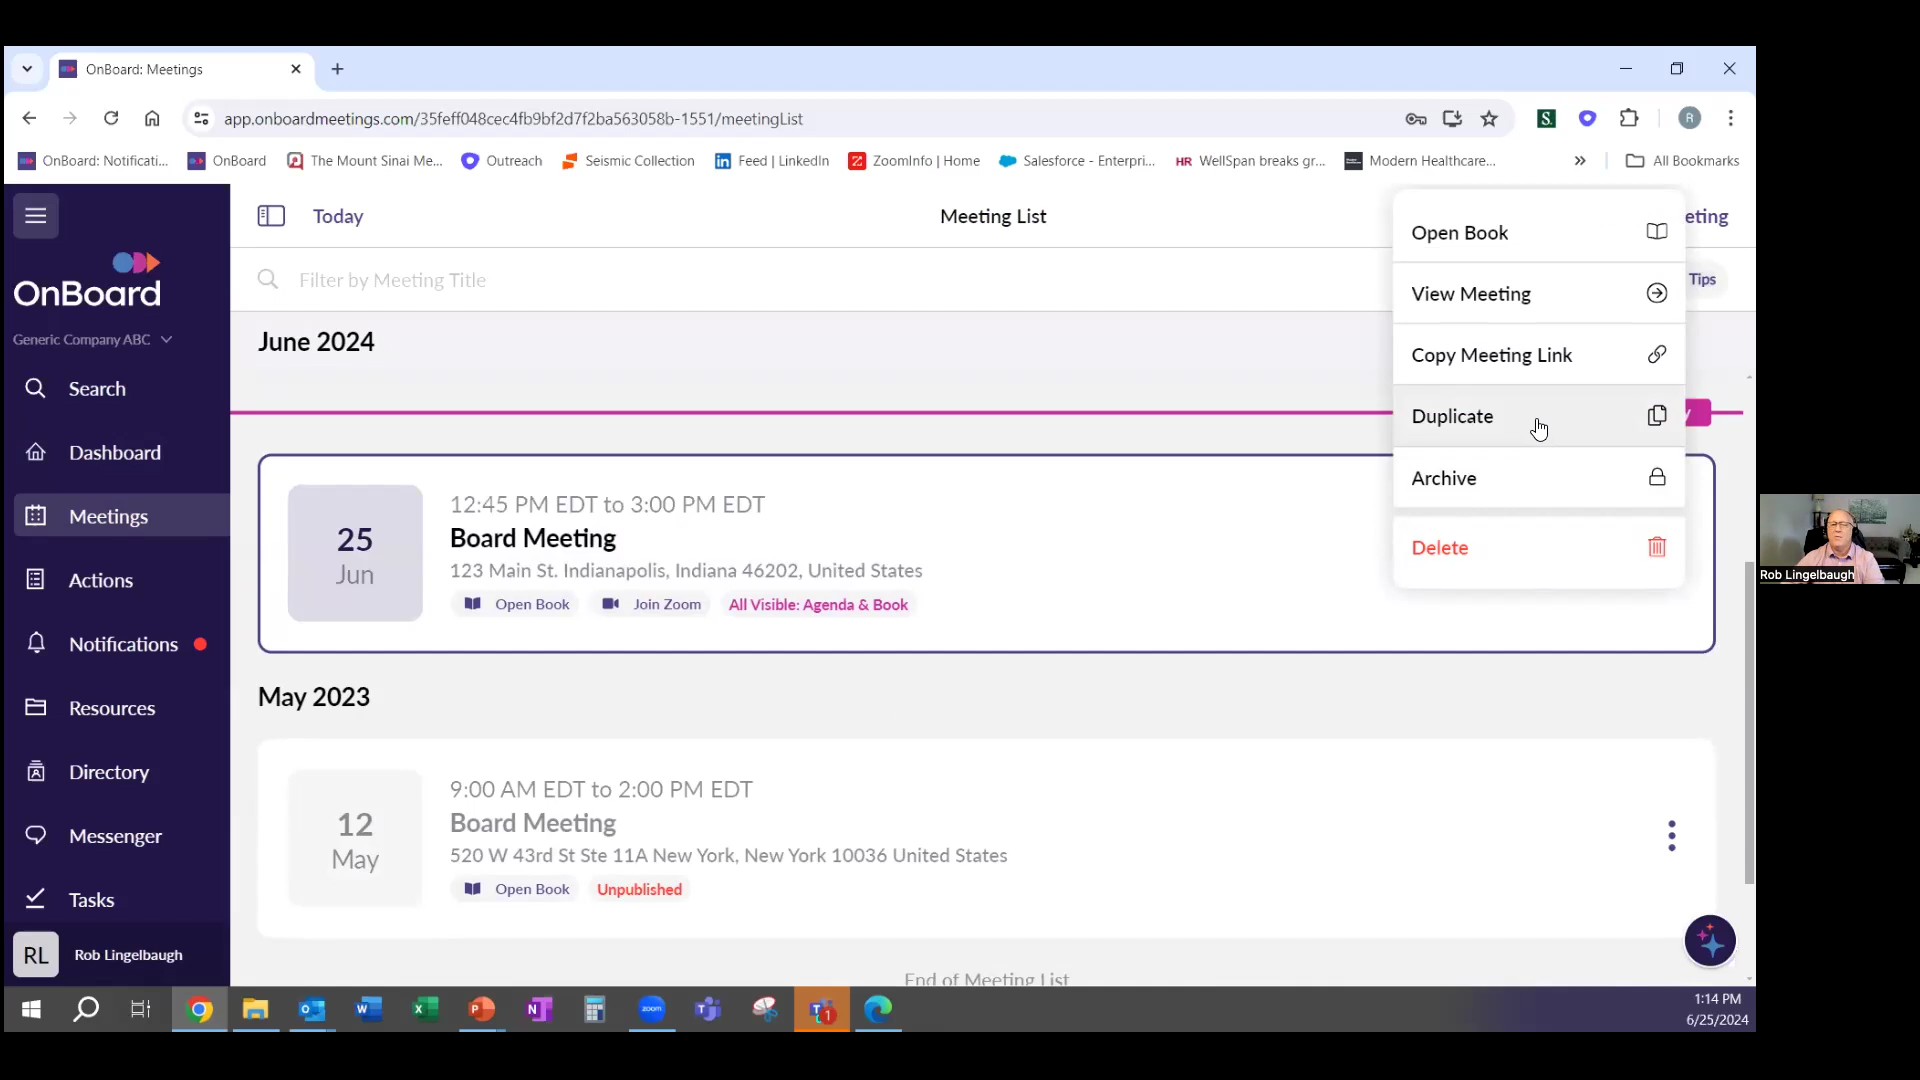 OnBoard: Meetings
app.onboardmeetings.com/35feff048cec4fb9bf2d7f2ba563058b-1551/meetingList
S.
R
OnBoard: Notificati...
OnBoard
The Mount Sinai Me...
Outreach
Seismic Collection
in Feed | LinkedIn
Z ZoomInfo | Home
Salesforce - Enterpri...
HR WellSpan breaks gr...
Modern Healthcare...
All Bookmarks
OnBoard
Generic Company ABC
Search
Dashboard
Meetings
Actions
Notifications
Resources
Directory
Messenger
Tasks
RL Rob Lingelbaugh
Today
Meeting List
eting
Filter by Meeting Title
Tips
June 2024
Open Book
View Meeting
Copy Meeting Link
Duplicate
Archive
Delete
y
25
Jun
12:45 PM EDT to 3:00 PM EDT
Board Meeting
123 Main St. Indianapolis, Indiana 46202, United States
Open Book Join Zoom All Visible: Agenda & Book
May 2023
12
May
9:00 AM EDT to 2:00 PM EDT
Board Meeting
520 W 43rd St Ste 11A New York, New York 10036 United States
Open Book Unpublished
End of Meeting List
Rob Lingelbaugh
zoom
1
1:14 PM
6/25/2024